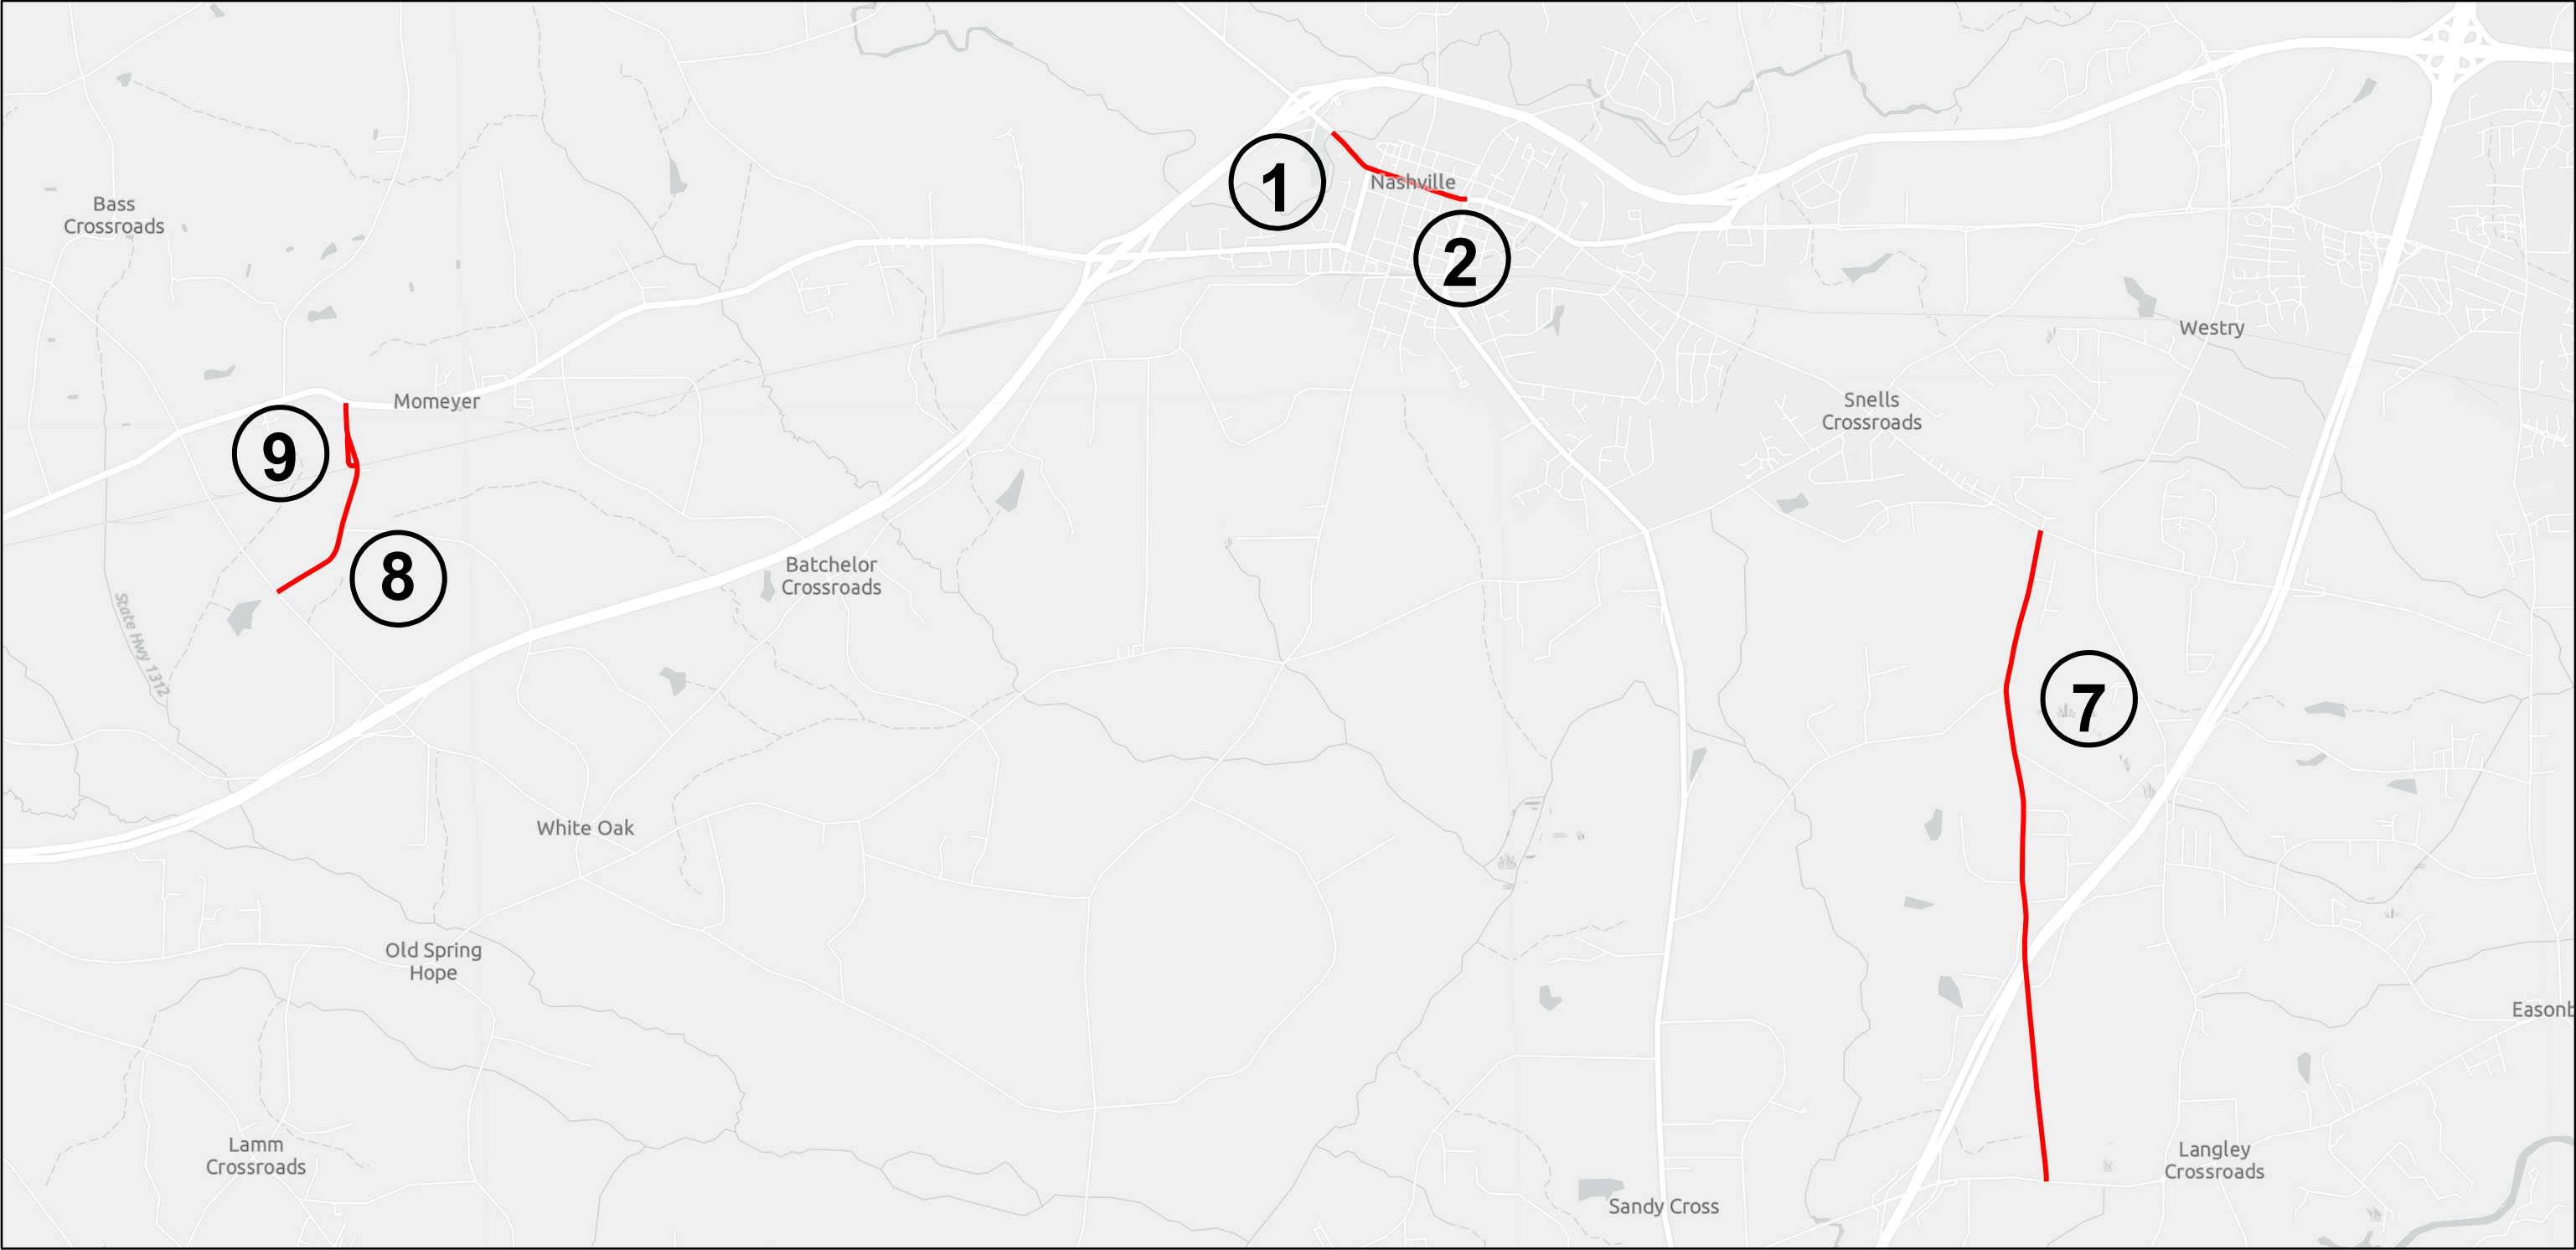 1
Nashville
Bass
Crossroads
2
Westry
Momeyer
Snells
Crossroads
9
8
Batchelor
Crossroads
State Hwy 1312
7
White Oak
Old Spring
Hope
Easonb
Lamm
Crossroads
Langley
Crossroads
Sandy Cross